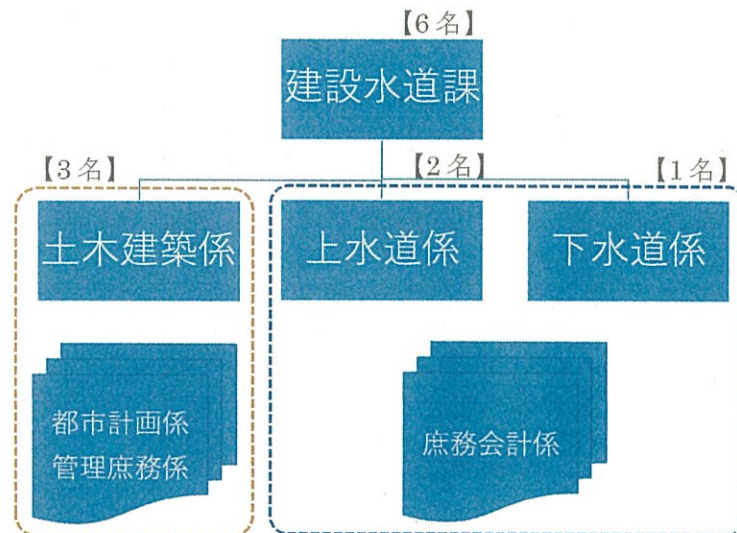 【6名】
建設水道課
【3名】
【2名】
【1名】
土木建築係
上水道係
下水道係
都市計画係
管理庶務係
庶務会計係